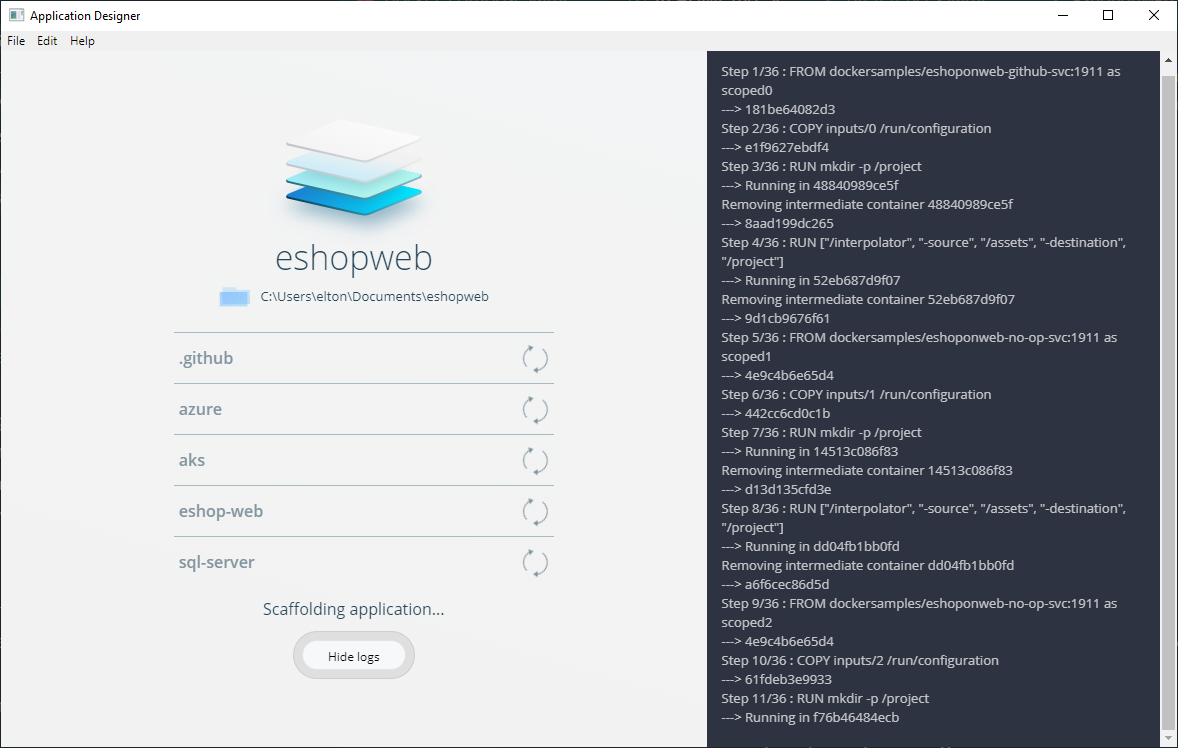 Application Designer
File Edit Help
eshopweb
C:\Users\elton\Documents\eshopweb
.github
azure
aks
eshop-web
sql-server
Scaffolding application...
Hide logs
Step 1/36 : FROM dockersamples/eshoponweb-github-svc:1911 as
scoped0
---> 181be64082d3
Step 2/36 : COPY inputs/0 /run/configuration
---> e1f9627ebdf4
Step 3/36 : RUN mkdir -p /project
---> Running in 48840989ce5f
Removing intermediate container 48840989ce5f
---> 8aad199dc265
Step 4/36 : RUN ["/interpolator", "-source", "/assets", "-destination",
"/project"]
---> Running in 52eb687d9f07
Removing intermediate container 52eb687d9f07
---> 9d1cb9676f61
Step 5/36 : FROM dockersamples/eshoponweb-no-op-svc:1911 as
scoped1
---> 4e9c4b6e65d4
Step 6/36 : COPY inputs/1 /run/configuration
---> 442cc6cd0c1b
Step 7/36 : RUN mkdir -p /project
---> Running in 14513c086f83
Removing intermediate container 14513c086f83
---> d13d135cfd3e
Step 8/36 : RUN ["/interpolator", "-source", "/assets", "-destination",
"/project"]
---> Running in dd04fb1bb0fd
Removing intermediate container dd04fb1bb0fd
---> a6f6cec86d5d
Step 9/36 : FROM dockersamples/eshoponweb-no-op-svc:1911 as
scoped2
---> 4e9c4b6e65d4
Step 10/36 : COPY inputs/2 /run/configuration
---> 61fdeb3e9933
Step 11/36 : RUN mkdir -p /project
---> Running in f76b46484ecb